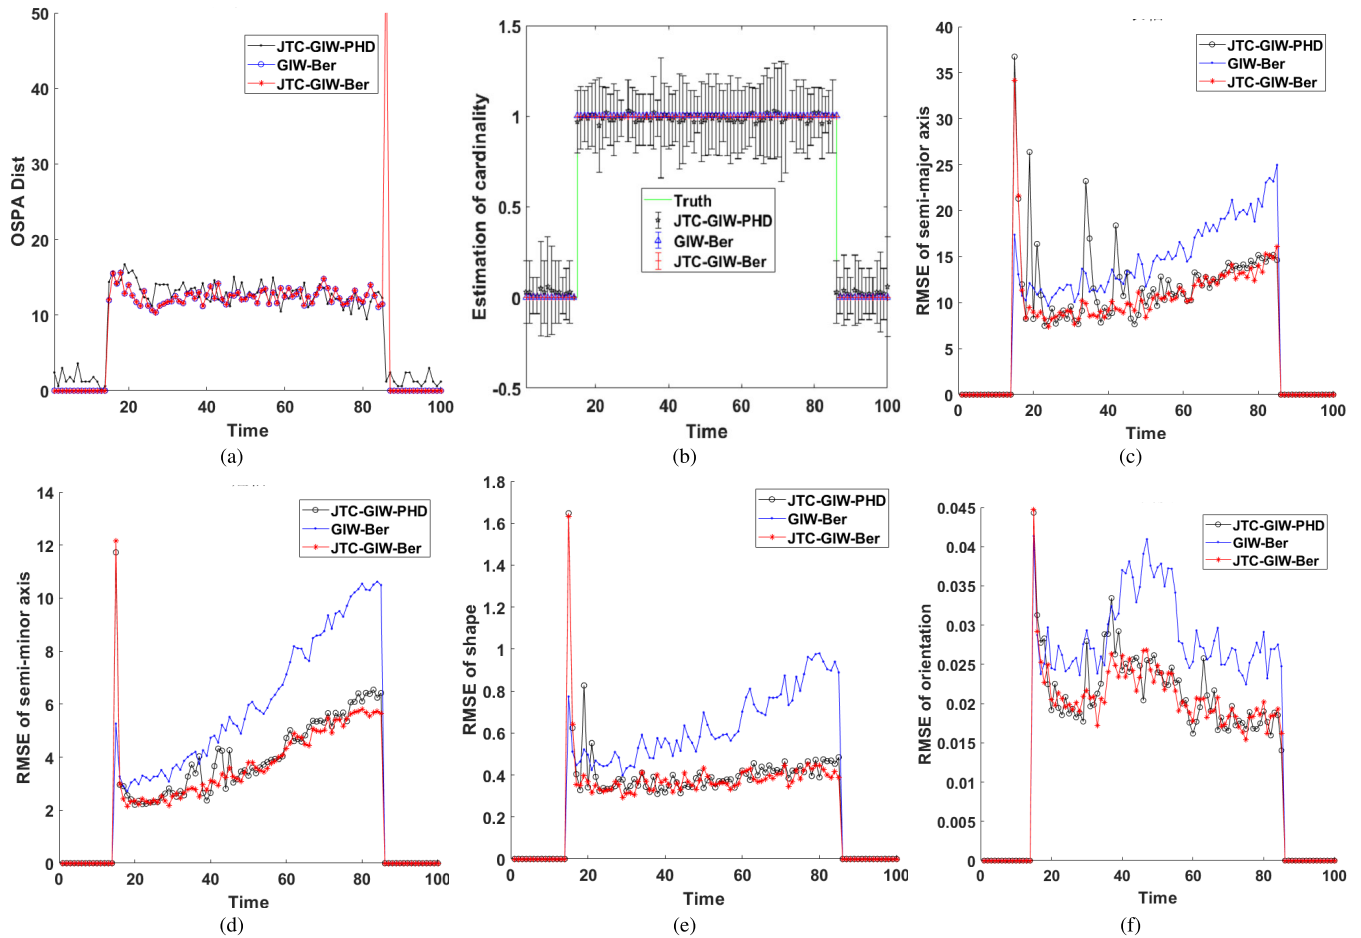 50
40
30
20
10
0
OSPA Dist
JTC-GIW-PHD
GIW-Ber
JTC-GIW-Ber
20
40
60
80
100
Time
(a)
1.5
1
0.5
0
-0.5
Estimation of cardinality
Truth
JTC-GIW-PHD
GIW-Ber
JTC-GIW-Ber
20
40
60
80
100
Time
(b)
40
35
30
25
20
15
10
5
0
RMSE of semi-major axis
JTC-GIW-PHD
GIW-Ber
JTC-GIW-Ber
0
20
40
60
80
100
Time
(c)
14
12
10
8
6
4
2
0
RMSE of semi-minor axis
JTC-GIW-PHD
GIW-Ber
JTC-GIW-Ber
0
20
40
60
80
100
Time
(d)
1.8
1.6
1.4
1.2
1
0.8
0.6
0.4
0.2
0
RMSE of shape
JTC-GIW-PHD
GIW-Ber
JTC-GIW-Ber
0
20
40
60
80
100
Time
(e)
0.045
0.04
0.035
0.03
0.025
0.02
0.015
0.01
0.005
0
RMSE of orientation
JTC-GIW-PHD
GIW-Ber
JTC-GIW-Ber
0
20
40
60
80
100
Time
(f)